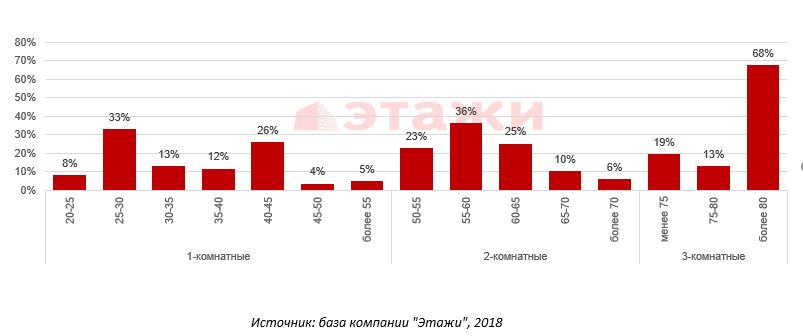 этажи
80%
70%
60%
50%
40%
30%
20%
10%
0%
8% 33% 13% 12% 26% 4% 5% 23% 36% 25% 10% 6% 19% 13% 68%
20-25 25-30 30-35 35-40 40-45 45-50 более 55 50-55 55-60 60-65 65-70 более 70 менее 75 75-80 более 80
1-комнатные 2-комнатные 3-комнатные
Источник: база компании "Этажи", 2018